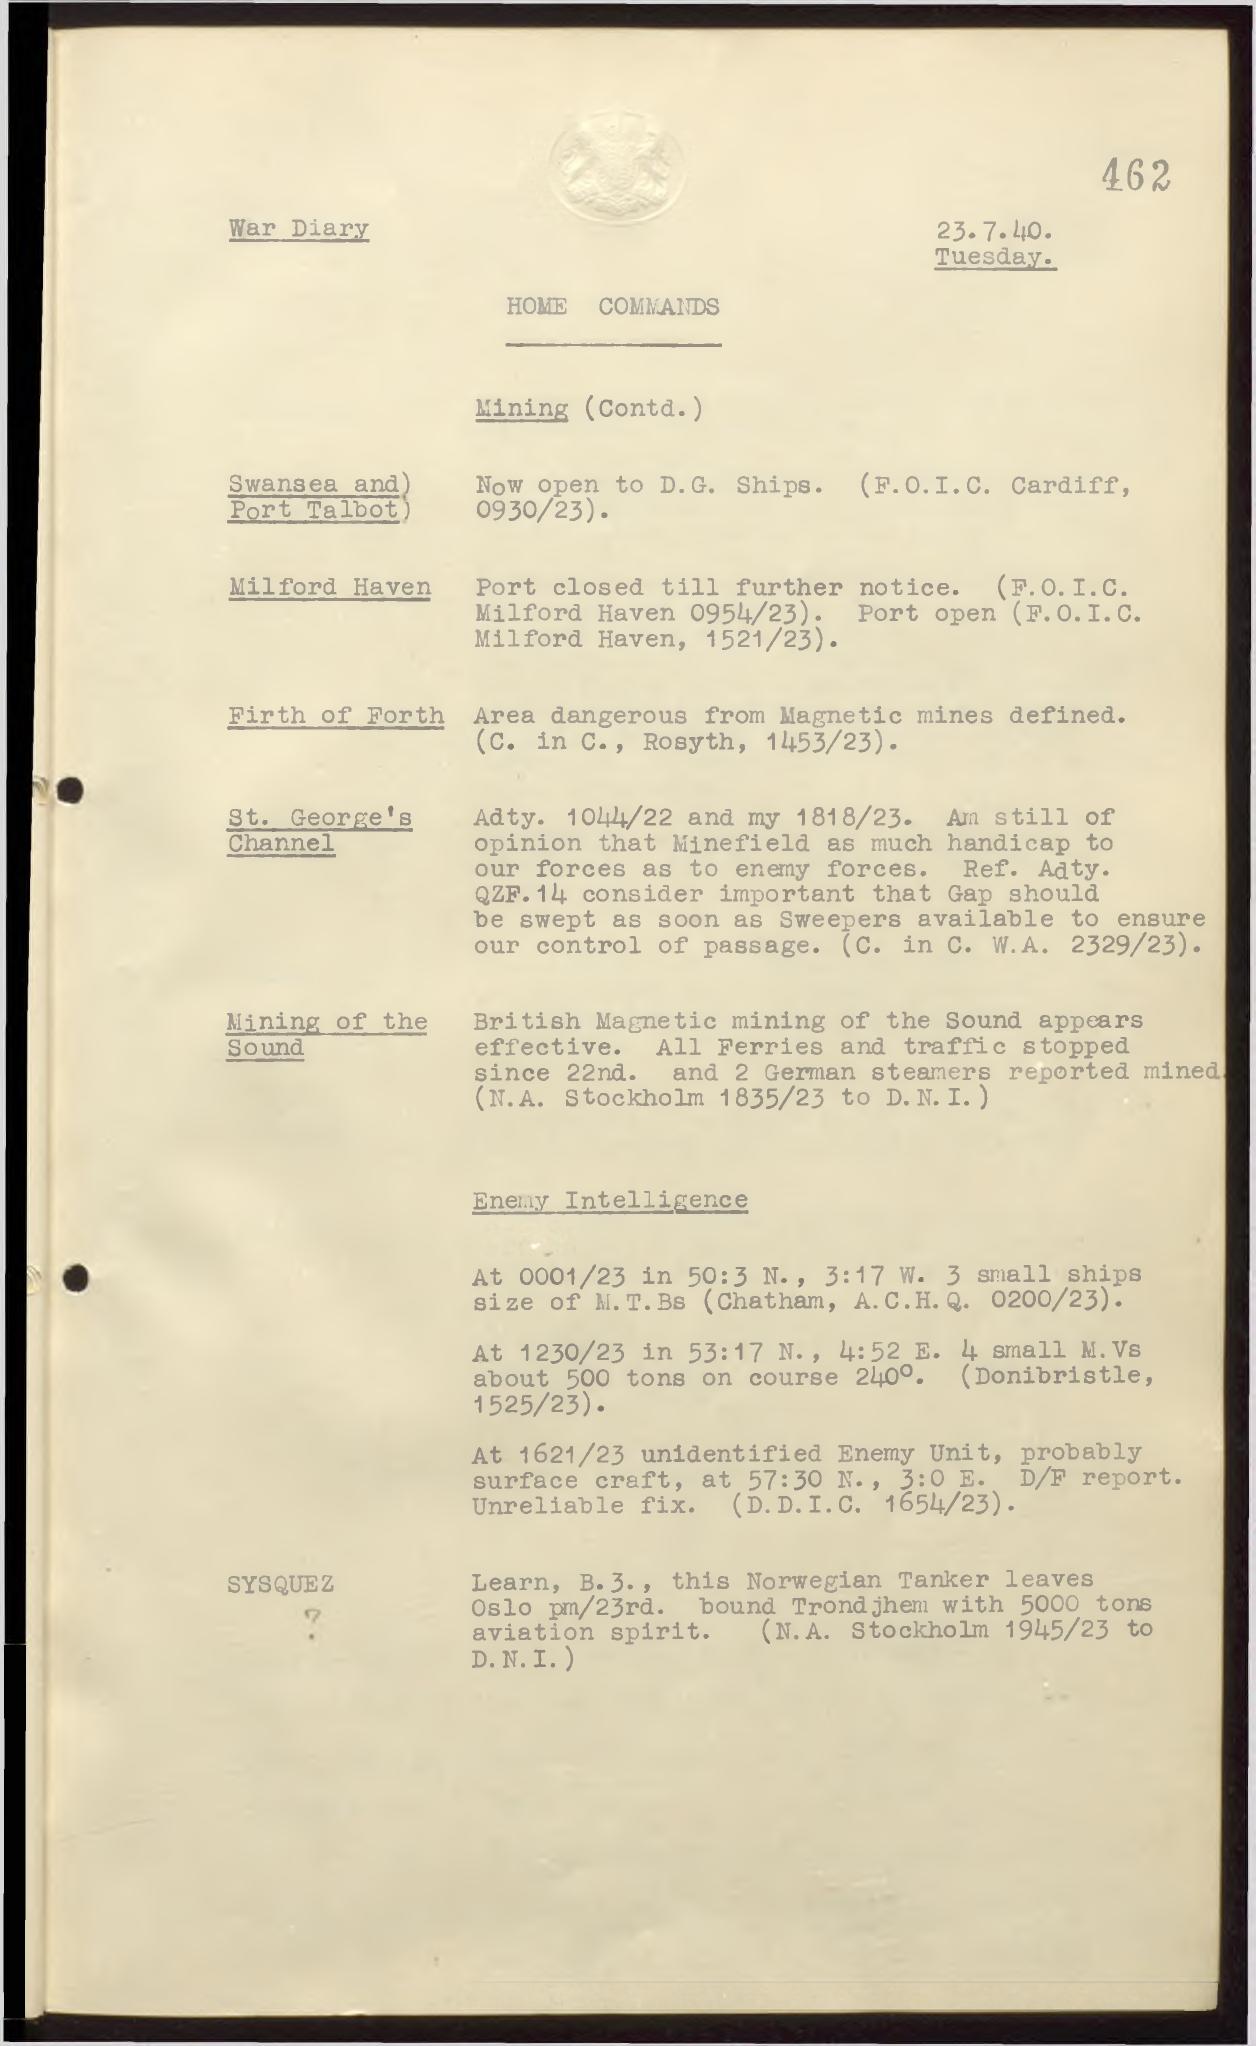 462
War Diary
23.7.40.
Tuesday.
HOME COMMANDS
Mining (Contd.)
Swansea and)
Port Talbot)
Now open to D.G. Ships. (F.O.I.C. Cardiff,
0930/23).
Milford Haven
Port closed till further notice. (F.O.I.C.
Milford Haven 0954/23). Port open (F.O.I.C.
Milford Haven, 1521/23).
Firth of Forth
Area dangerous from Magnetic mines defined.
(C. in C., Rosyth, 1453/23).
St. George's
Channel
Adty. 1044/22 and my 1818/23. Am still of
opinion that Minefield as much handicap to
our forces as to enemy forces. Ref. Adty.
QZF.14 consider important that Gap should
be swept as soon as Sweepers available to ensure
our control of passage. (C. in C. W.A. 2329/23).
Mining of the
Sound
British Magnetic mining of the Sound appears
effective. All Ferries and traffic stopped
since 22nd. and 2 German steamers reported mined.
(N.A. Stockholm 1835/23 to D.N.I.)
Enemy Intelligence
At 0001/23 in 50:3 N., 3:17 W. 3 small ships
size of M.T.Bs (Chatham, A.C.H.Q. 0200/23).
At 1230/23 in 53:17 N., 4:52 E. 4 small M.Vs
about 500 tons on course 240°. (Donibristle,
1525/23).
At 1621/23 unidentified Enemy Unit, probably
surface craft, at 57:30 N., 3:0 E. D/F report.
Unreliable fix. (D.D.I.C. 1654/23).
SYSQUEZ
?
Learn, B.3., this Norwegian Tanker leaves
Oslo pm/23rd. bound Trondjhem with 5000 tons
aviation spirit. (N.A. Stockholm 1945/23 to
D.N.I.)